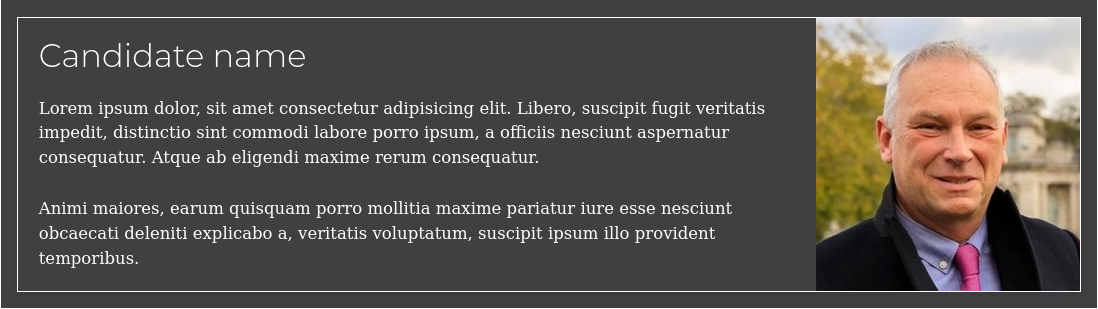 Candidate name
Lorem ipsum dolor, sit amet consectetur adipisicing elit. Libero, suscipit fugit veritatis
impedit, distinctio sint commodi labore porro ipsum, a officiis nesciunt aspernatur
consequatur. Atque ab eligendi maxime rerum consequatur.
Animi maiores, earum quisquam porro mollitia maxime pariatur iure esse nesciunt
obcaecati deleniti explicabo a, veritatis voluptatum, suscipit ipsum illo provident
temporibus.